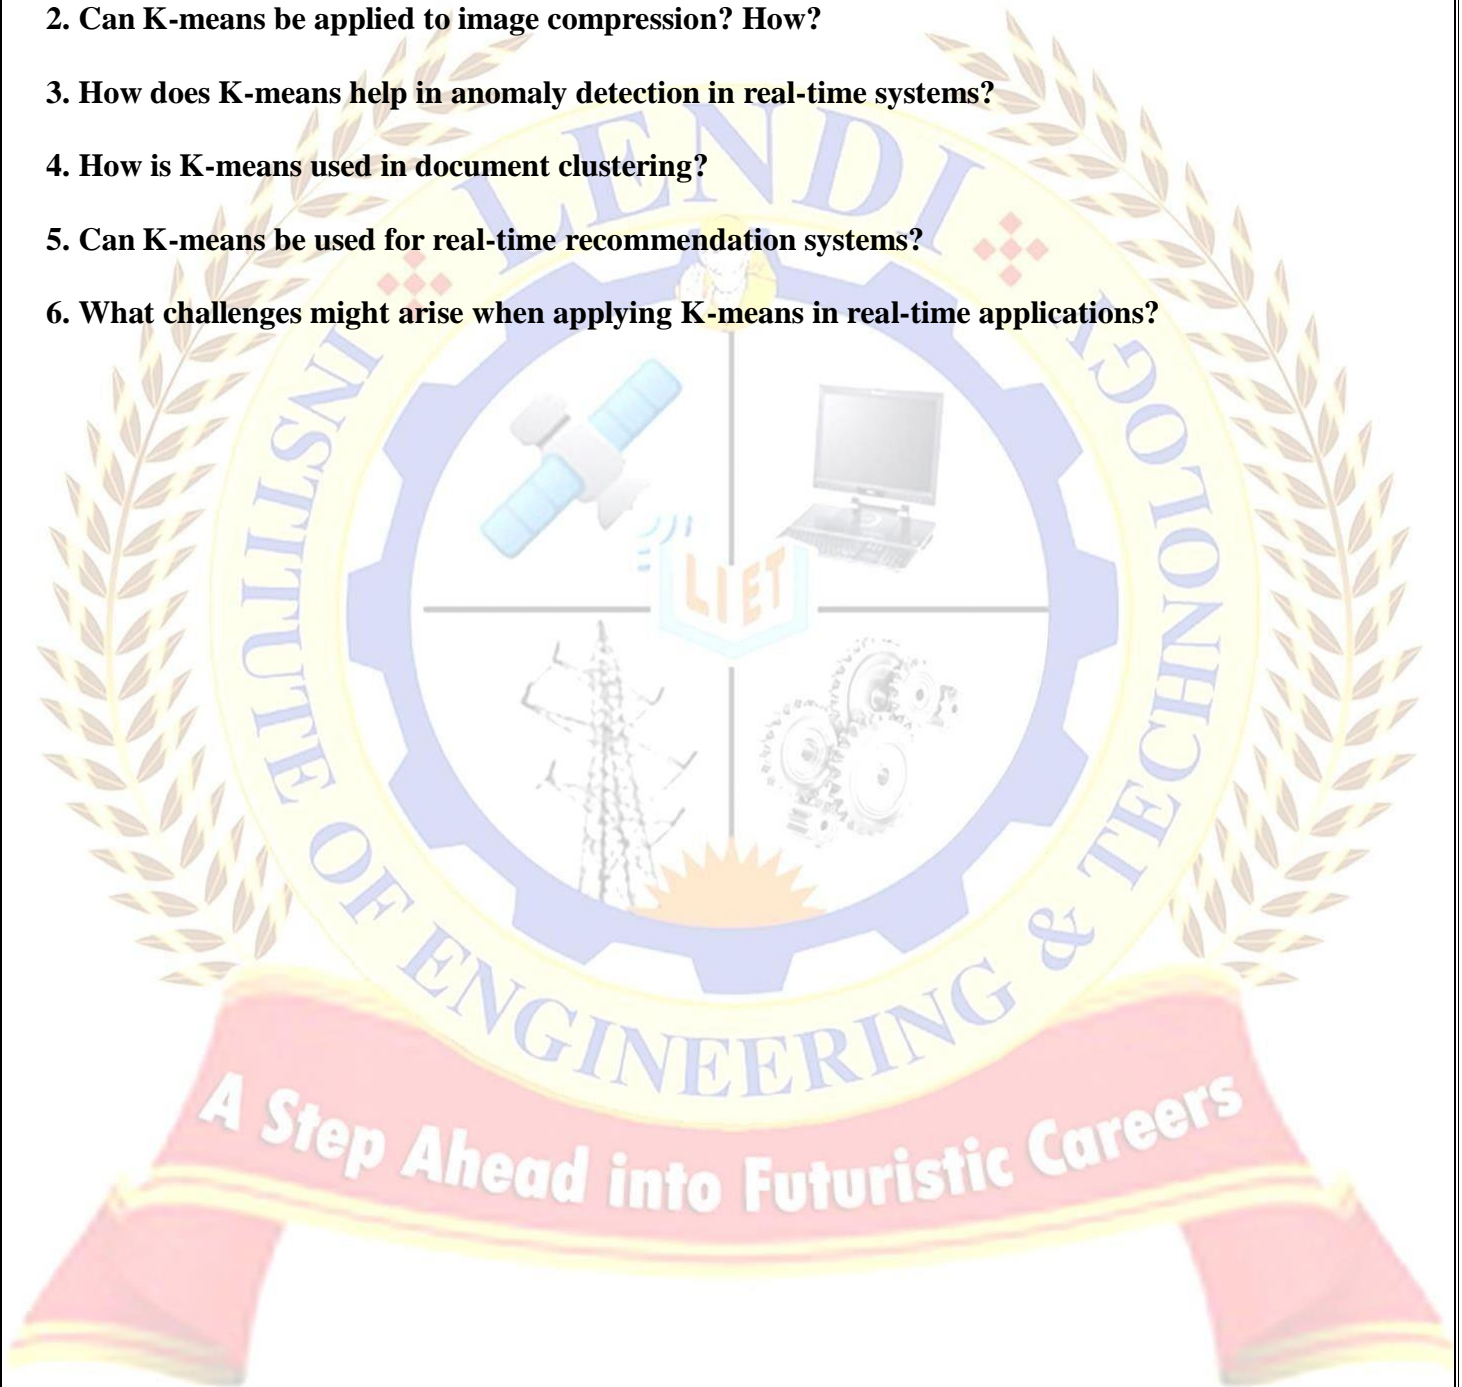 2. Can K-means be applied to image compression? How?
3. How does K-means help in anomaly detection in real-time systems?
4. How is K-means used in document clustering?
5. Can K-means be used for real-time recommendation systems?
6. What challenges might arise when applying K-means in real-time applications?
LENDI
INSTITUTE OF ENGINEERING & TECHNOLOGY
LIET
A Step Ahead into Futuristic Careers